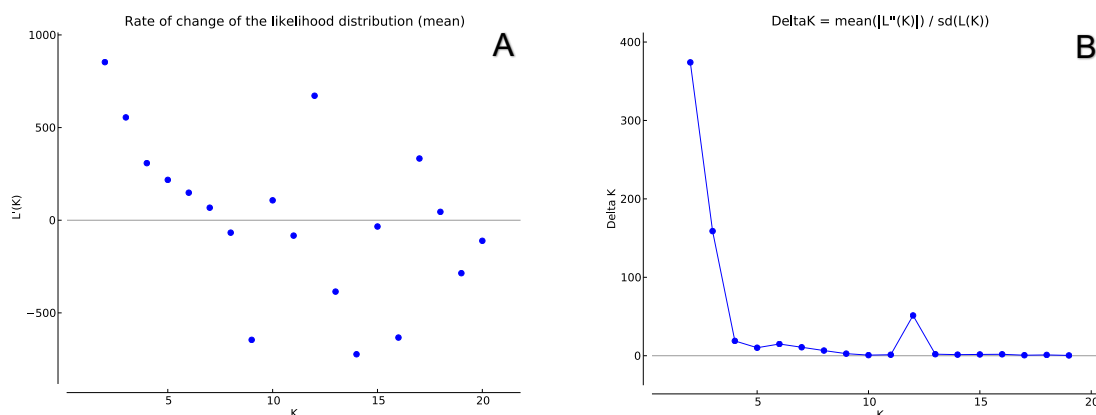 Rate of change of the likelihood distribution (mean)
A
1000
500
0
−500
L'(K)
5
10
15
20
K
DeltaK = mean(|L"(K)|) / sd(L(K))
B
400
300
200
100
0
Delta K
5
10
15
20
K